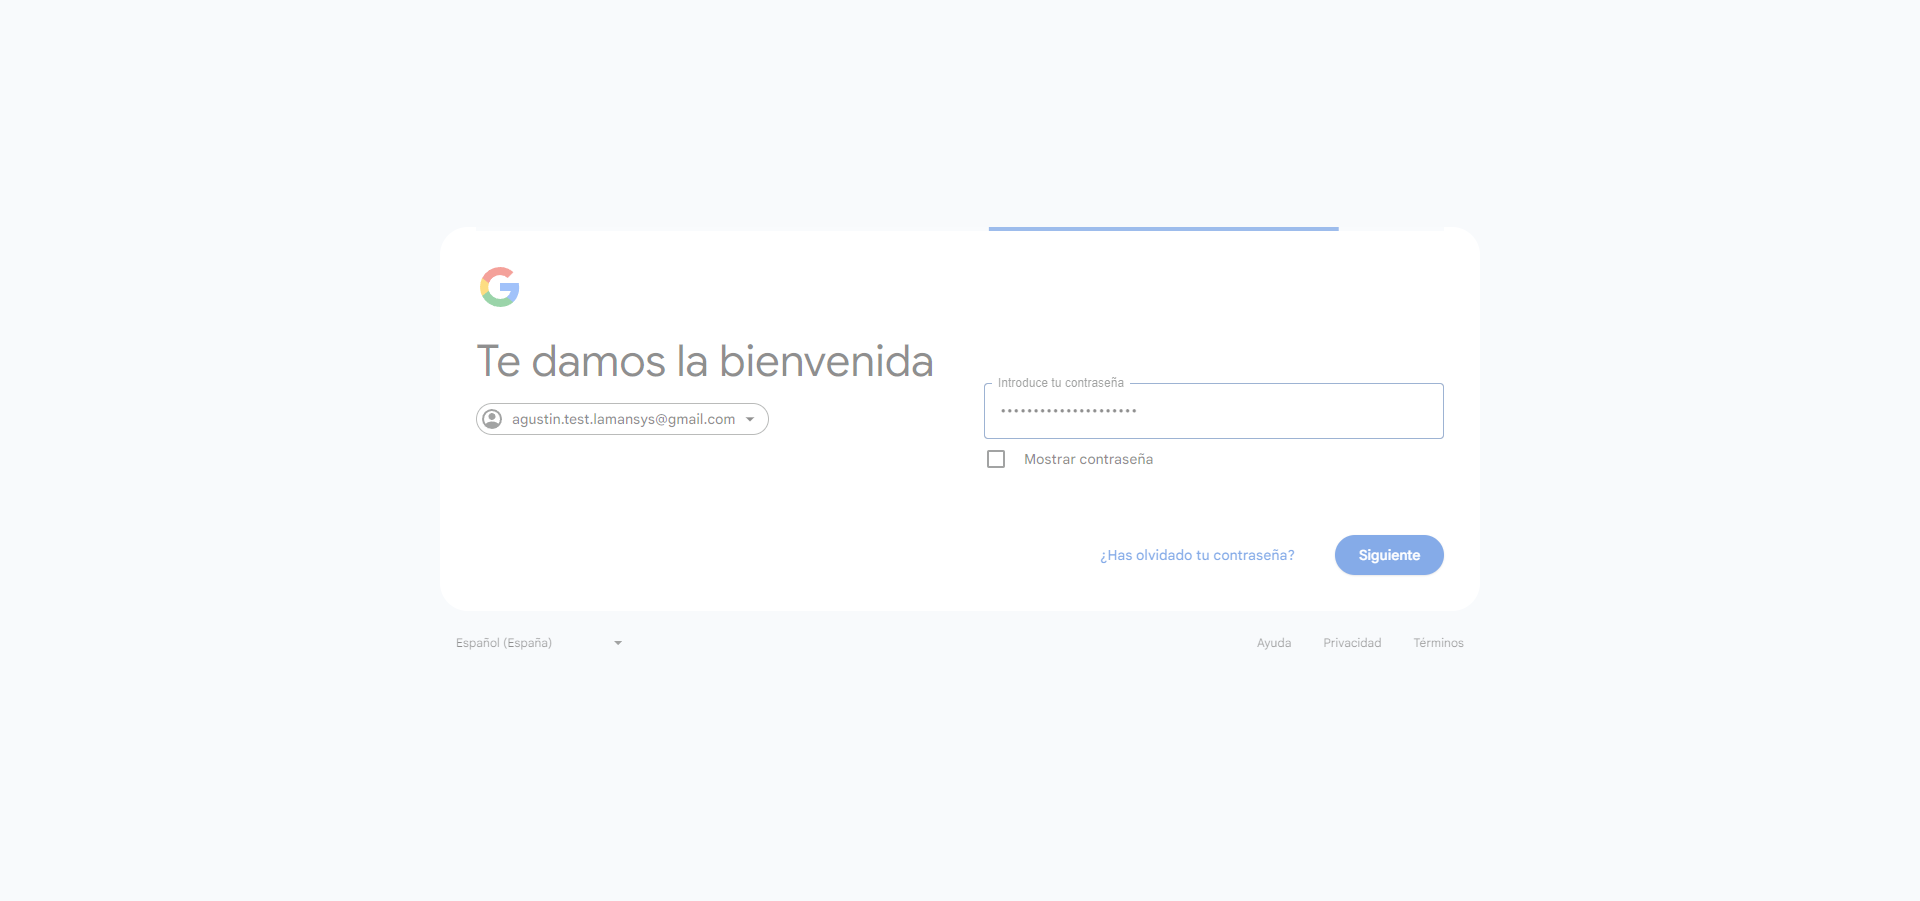 Te damos la bienvenida
agustin.test.lamansys@gmail.com
Introduce tu contraseña
••••••••••••••••••••
Mostrar contraseña
¿Has olvidado tu contraseña?
Siguiente
Español (España)
Ayuda
Privacidad
Términos